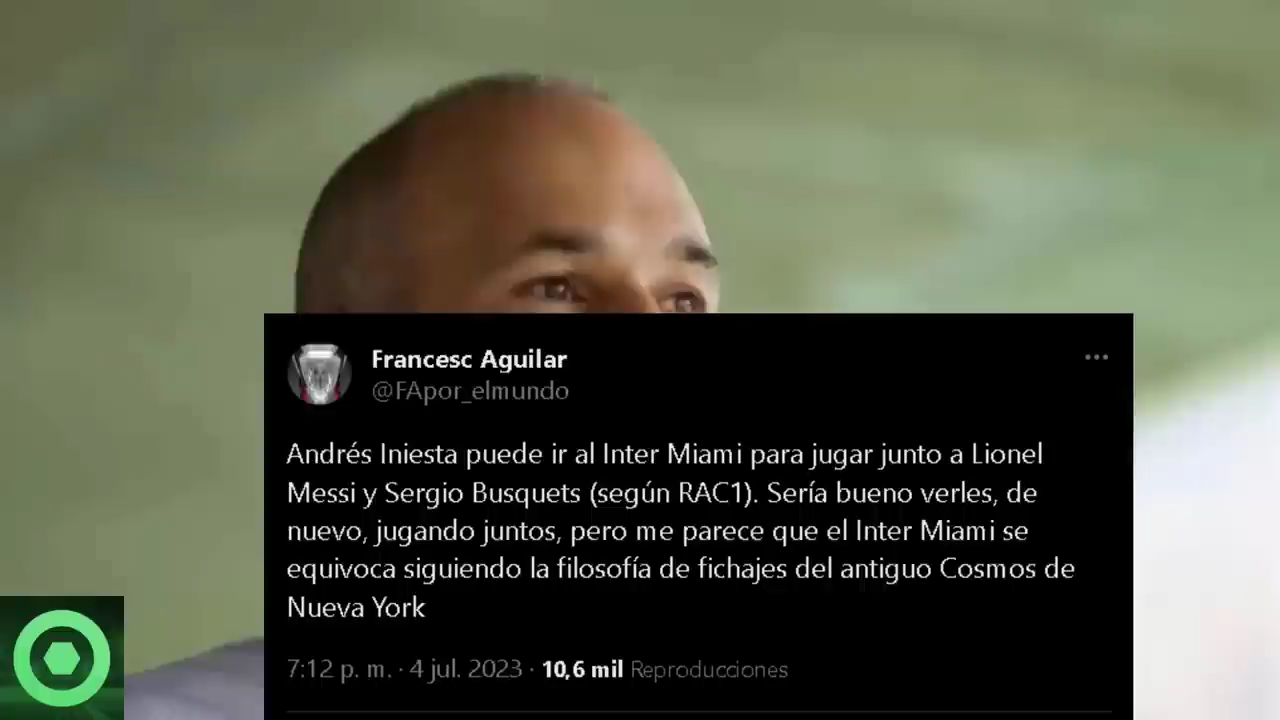 Francesc Aguilar
@FApor_elmundo
Andrés Iniesta puede ir al Inter Miami para jugar junto a Lionel
Messi y Sergio Busquets (según RAC1). Sería bueno verles, de
nuevo, jugando juntos, pero me parece que el Inter Miami se
equivoca siguiendo la filosofía de fichajes del antiguo Cosmos de
Nueva York
7:12 p. m. · 4 jul. 2023 · 10,6 mil Reproducciones